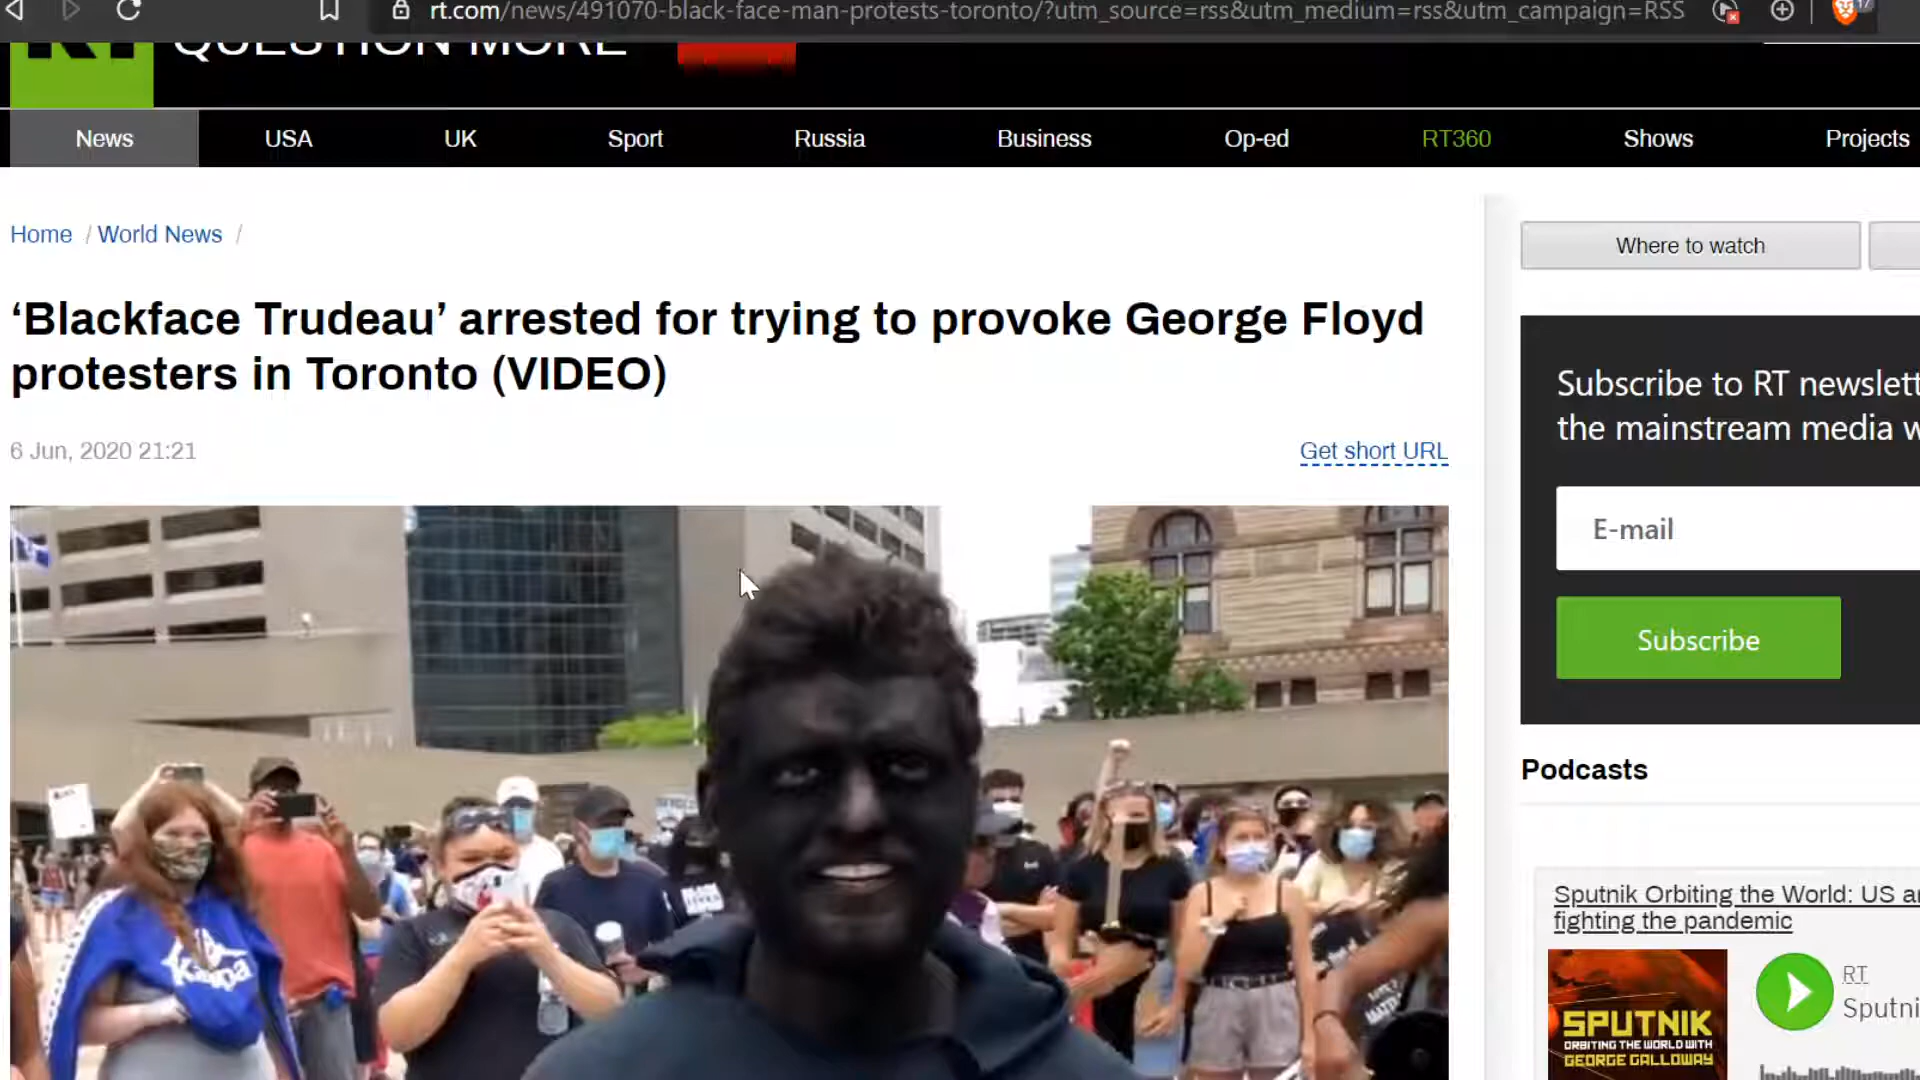 rt.com/news/491070-black-face-man-protests-toronto/?utm_source=rss&utm_medium=rss&utm_campaign=RSS
17
RT QUESTION MORE
News USA UK Sport Russia Business Op-ed RT360 Shows Projects
Home / World News /
Where to watch
‘Blackface Trudeau’ arrested for trying to provoke George Floyd
protesters in Toronto (VIDEO)
6 Jun, 2020 21:21
Get short URL
Subscribe to RT newslett
the mainstream media w
E-mail
Subscribe
Podcasts
Sputnik Orbiting the World: US a
fighting the pandemic
RT
Sputni
SPUTNIK
ORBITING THE WORLD WITH
GEORGE GALLOWAY
Kappa